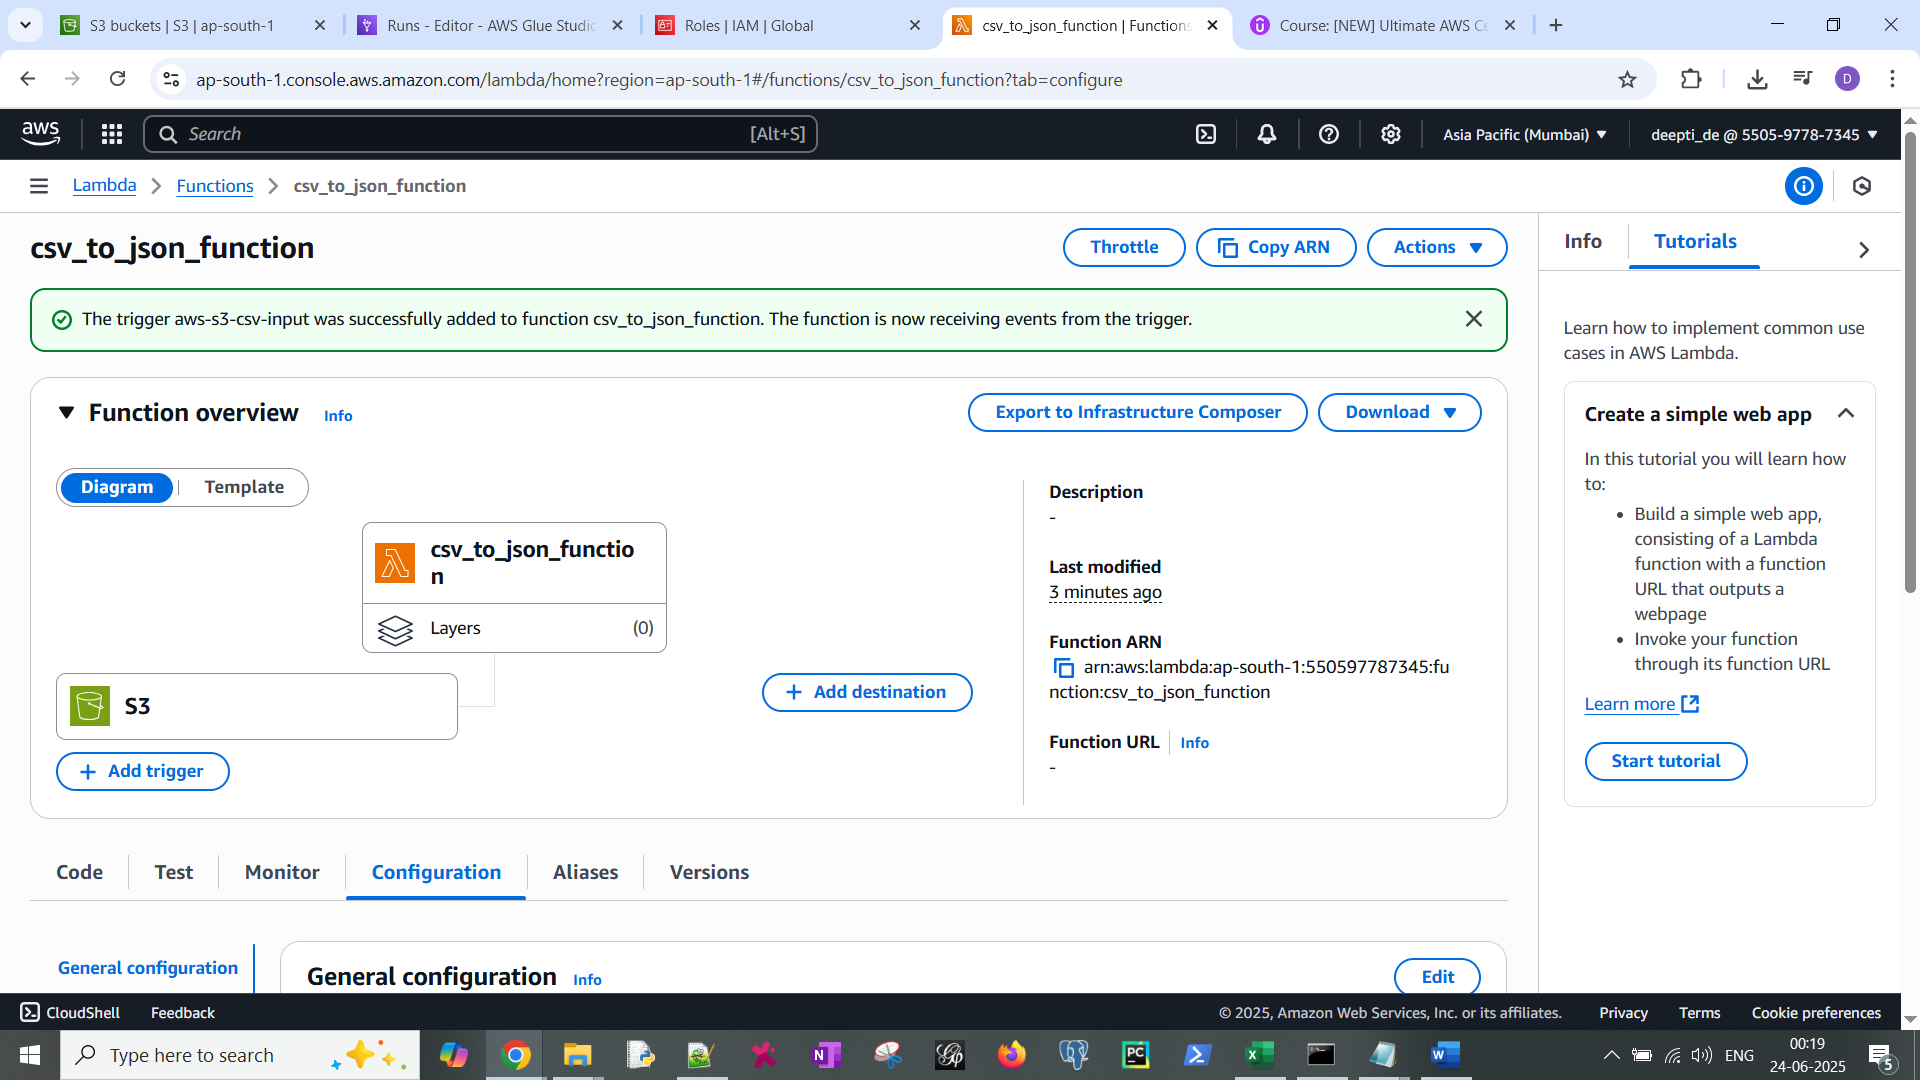 S3 buckets | S3 | ap-south-1
Runs - Editor - AWS Glue Studio
Roles | IAM | Global
csv_to_json_function | Functions
Course: [NEW] Ultimate AWS Ce
ap-south-1.console.aws.amazon.com/lambda/home?region=ap-south-1#/functions/csv_to_json_function?tab=configure
D
aws
Search
[Alt+S]
Asia Pacific (Mumbai)
deepti_de @ 5505-9778-7345
Lambda
Functions
csv_to_json_function
csv_to_json_function
Throttle
Copy ARN
Actions
Info
Tutorials
The trigger aws-s3-csv-input was successfully added to function csv_to_json_function. The function is now receiving events from the trigger.
Learn how to implement common use
cases in AWS Lambda.
Function overview
Info
Export to Infrastructure Composer
Download
Create a simple web app
In this tutorial you will learn how
to:
Build a simple web app,
consisting of a Lambda
function with a function
URL that outputs a
webpage
Invoke your function
through its function URL
Learn more
Start tutorial
Diagram
Template
csv_to_json_functio
n
Layers
(0)
S3
Add trigger
Add destination
Description
-
Last modified
3 minutes ago
Function ARN
arn:aws:lambda:ap-south-1:550597787345:fu
nction:csv_to_json_function
Function URL
Info
-
Code
Test
Monitor
Configuration
Aliases
Versions
General configuration
General configuration
Info
Edit
CloudShell
Feedback
© 2025, Amazon Web Services, Inc. or its affiliates.
Privacy
Terms
Cookie preferences
Type here to search
ENG
00:19
24-06-2025
5